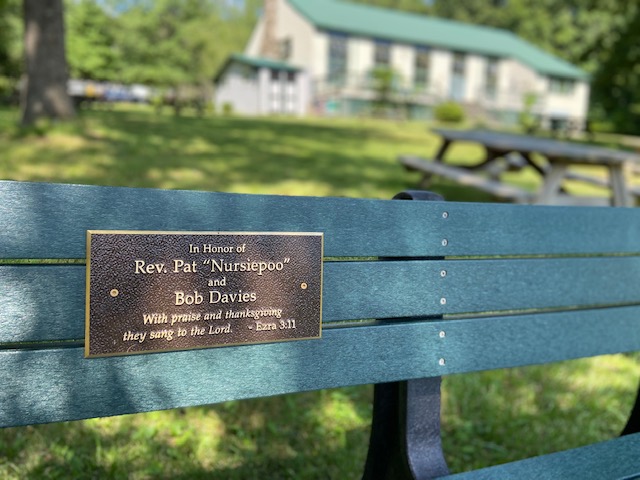 In Honor of
Rev. Pat "Nursiepoo"
and
Bob Davies
With praise and thanksgiving
they sang to the Lord. - Ezra 3:11